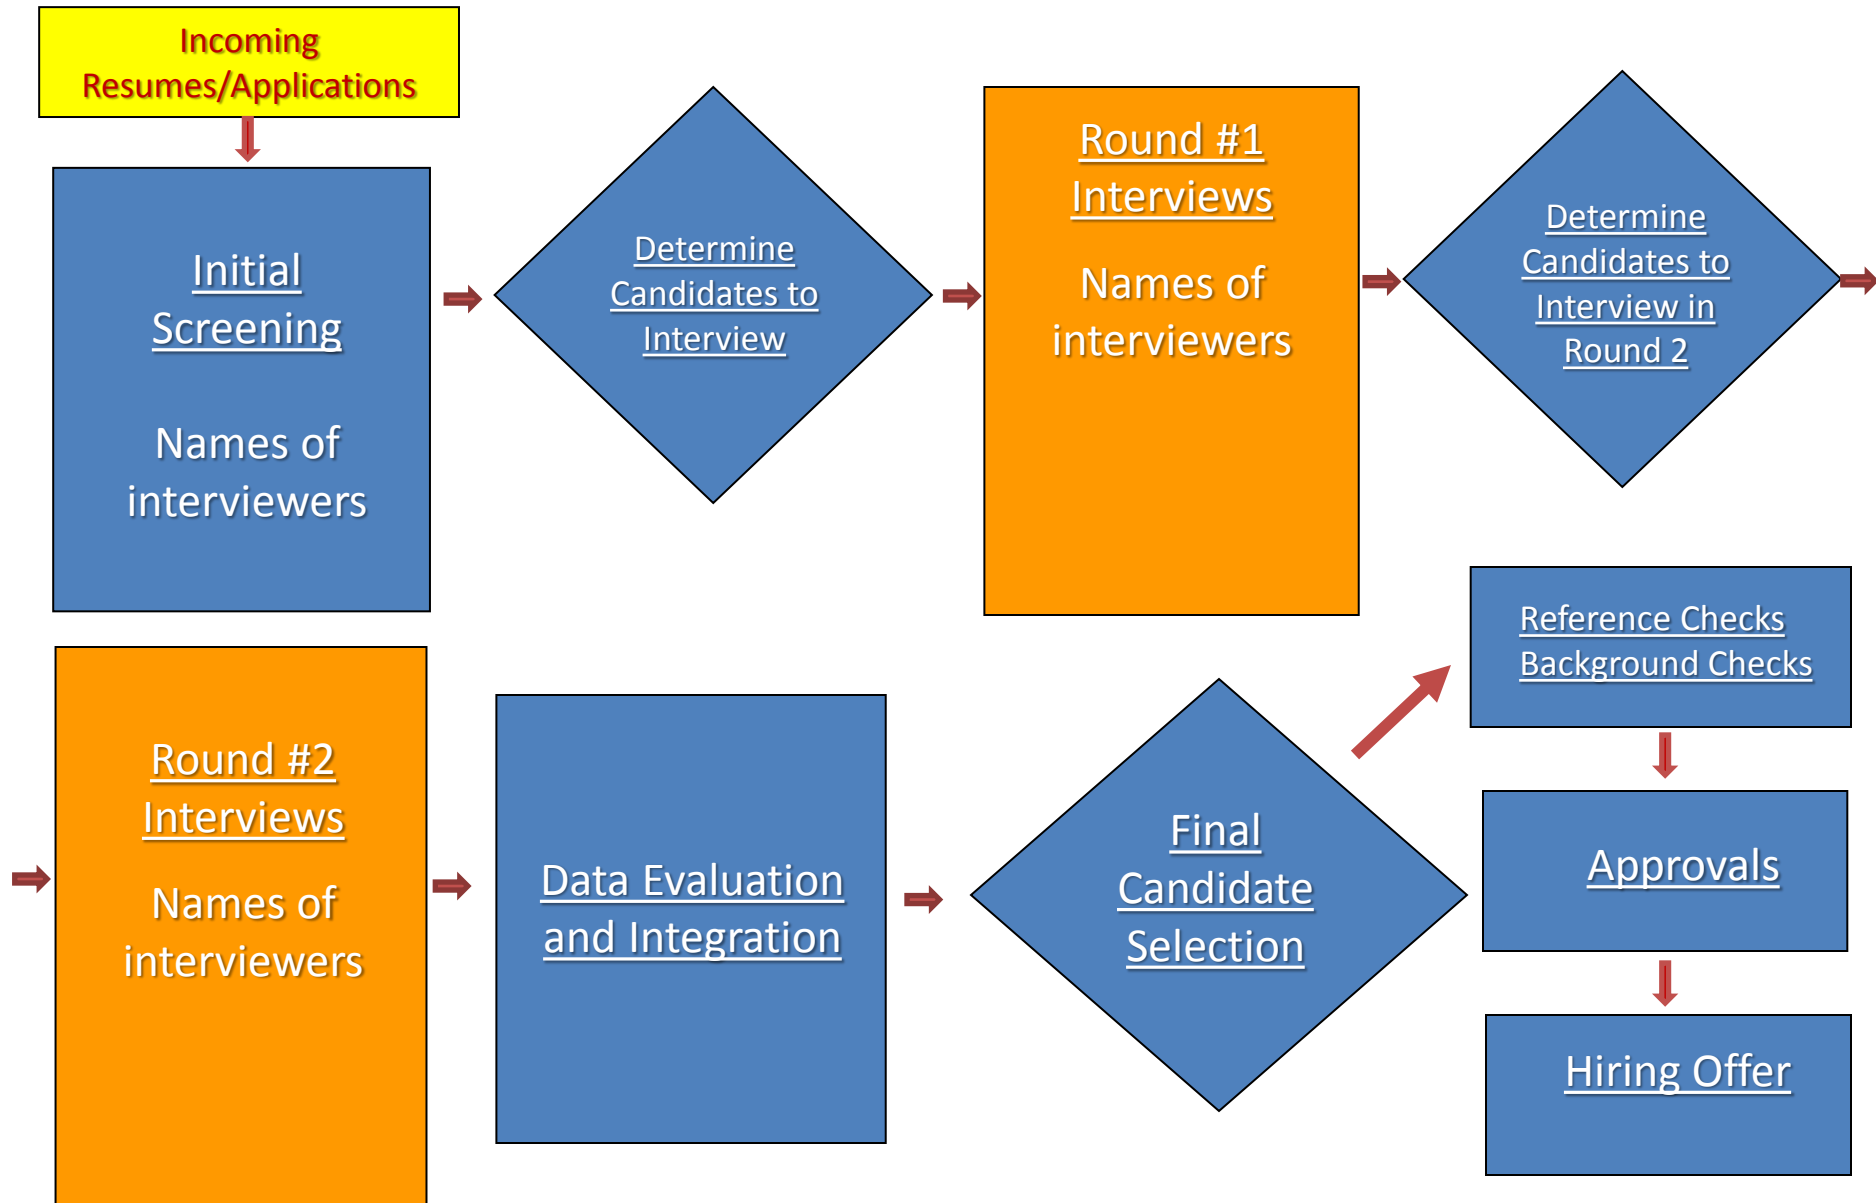 Incoming
Resumes/Applications
Initial
Screening
Names of
interviewers
Determine
Candidates to
Interview
Round #1
Interviews
Names of
interviewers
Determine
Candidates to
Interview in
Round 2
Round #2
Interviews
Names of
interviewers
Data Evaluation
and Integration
Final
Candidate
Selection
Reference Checks
Background Checks
Approvals
Hiring Offer